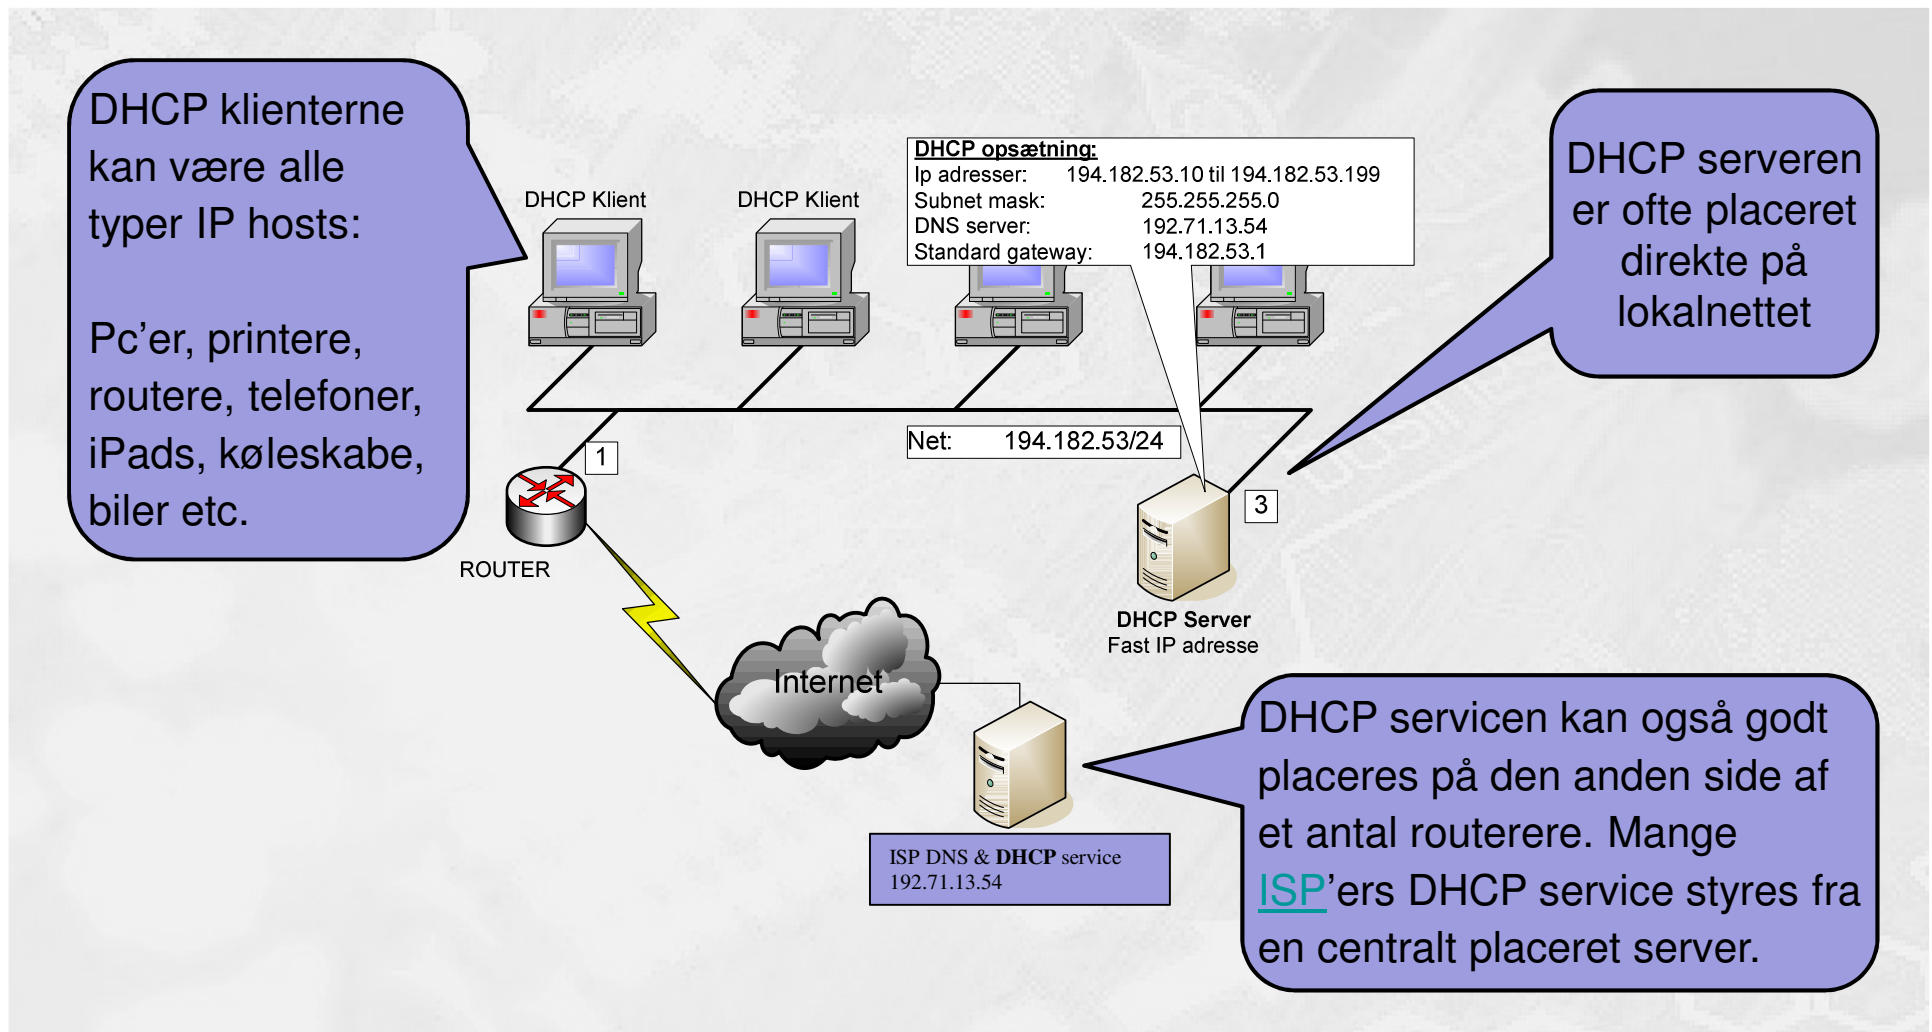 DHCP klienterne
kan være alle
typer IP hosts:
Pc’er, printere,
routere, telefoner,
iPads, køleskabe,
biler etc.
DHCP Klient
DHCP Klient
DHCP opsætning:
Ip adresser: 194.182.53.10 til 194.182.53.199
Subnet mask: 255.255.255.0
DNS server: 192.71.13.54
Standard gateway: 194.182.53.1
DHCP serveren
er ofte placeret
direkte på
lokalnettet
Net: 194.182.53/24
1
3
ROUTER
DHCP Server
Fast IP adresse
Internet
ISP DNS & DHCP service
192.71.13.54
DHCP servicen kan også godt
placeres på den anden side af
et antal routerere. Mange
ISP’ers DHCP service styres fra
en centralt placeret server.